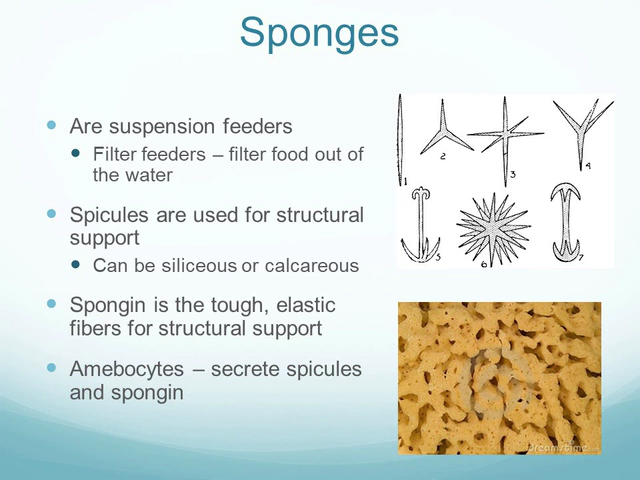 Sponges
Are suspension feeders
Filter feeders – filter food out of
the water
Spicules are used for structural
support
Can be siliceous or calcareous
Spongin is the tough, elastic
fibers for structural support
Amebocytes – secrete spicules
and spongin
1
2
3
4
5
6
7
Dreamstime